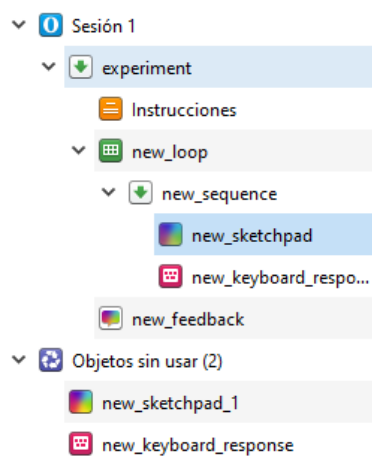 Sesión 1
experiment
Instrucciones
new_loop
new_sequence
new_sketchpad
new_keyboard_respo...
new_feedback
Objetos sin usar (2)
new_sketchpad_1
new_keyboard_response